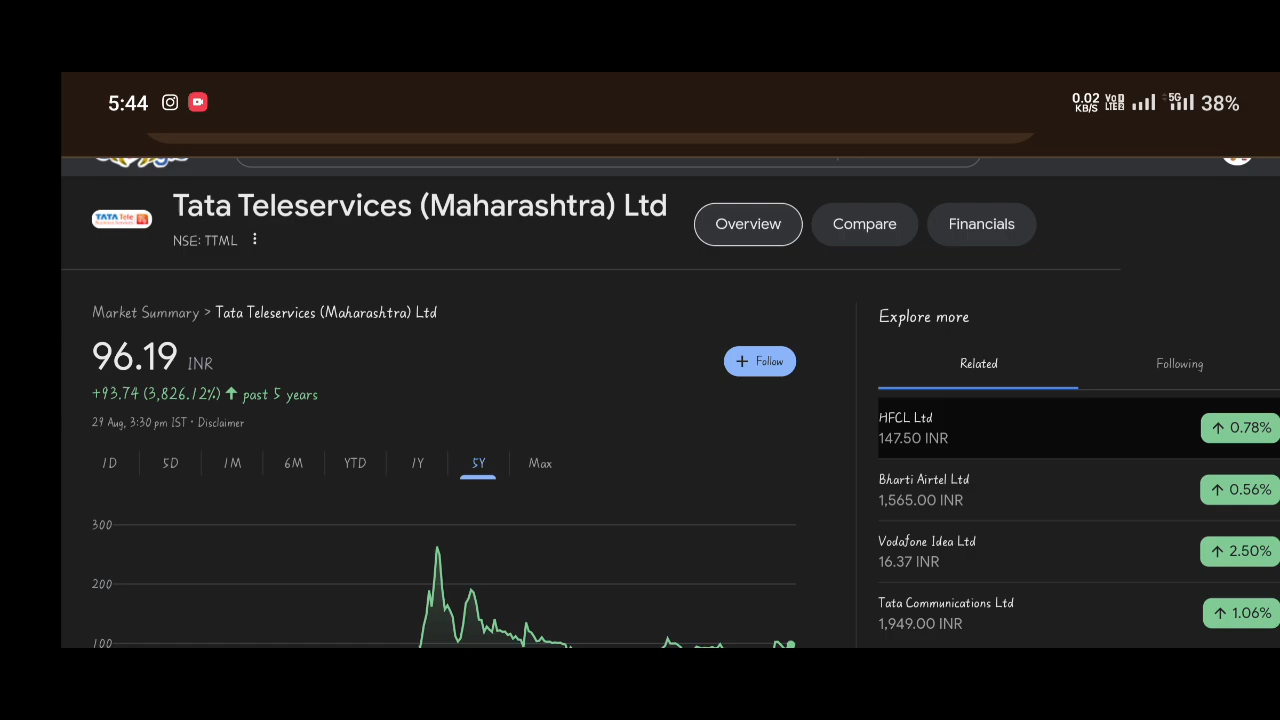 5:44
0.02 KB/S VoLTE2 5G 38%
TATA Tele
Tata Teleservices (Maharashtra) Ltd
NSE: TTML
Overview
Compare
Financials
Market Summary > Tata Teleservices (Maharashtra) Ltd
96.19 INR
+ Follow
+93.74 (3,826.12%) ↑ past 5 years
29 Aug, 3:30 pm IST • Disclaimer
1D 5D 1M 6M YTD 1Y 5Y Max
300
200
100
Explore more
Related Following
HFCL Ltd
147.50 INR
↑ 0.78%
Bharti Airtel Ltd
1,565.00 INR
↑ 0.56%
Vodafone Idea Ltd
16.37 INR
↑ 2.50%
Tata Communications Ltd
1,949.00 INR
↑ 1.06%